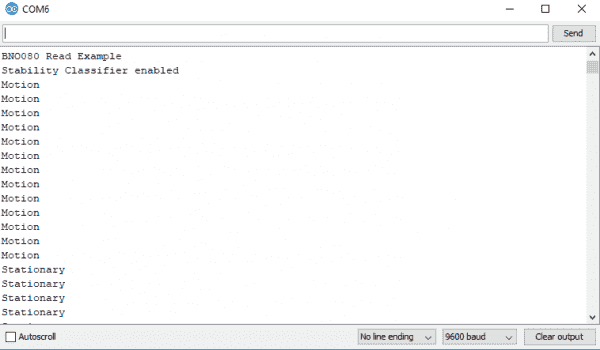 COM6
Send
BNO080 Read Example
Stability Classifier enabled
Motion
Motion
Motion
Motion
Motion
Motion
Motion
Motion
Motion
Motion
Motion
Motion
Motion
Stationary
Stationary
Stationary
Stationary
Autoscroll
No line ending
9600 baud
Clear output